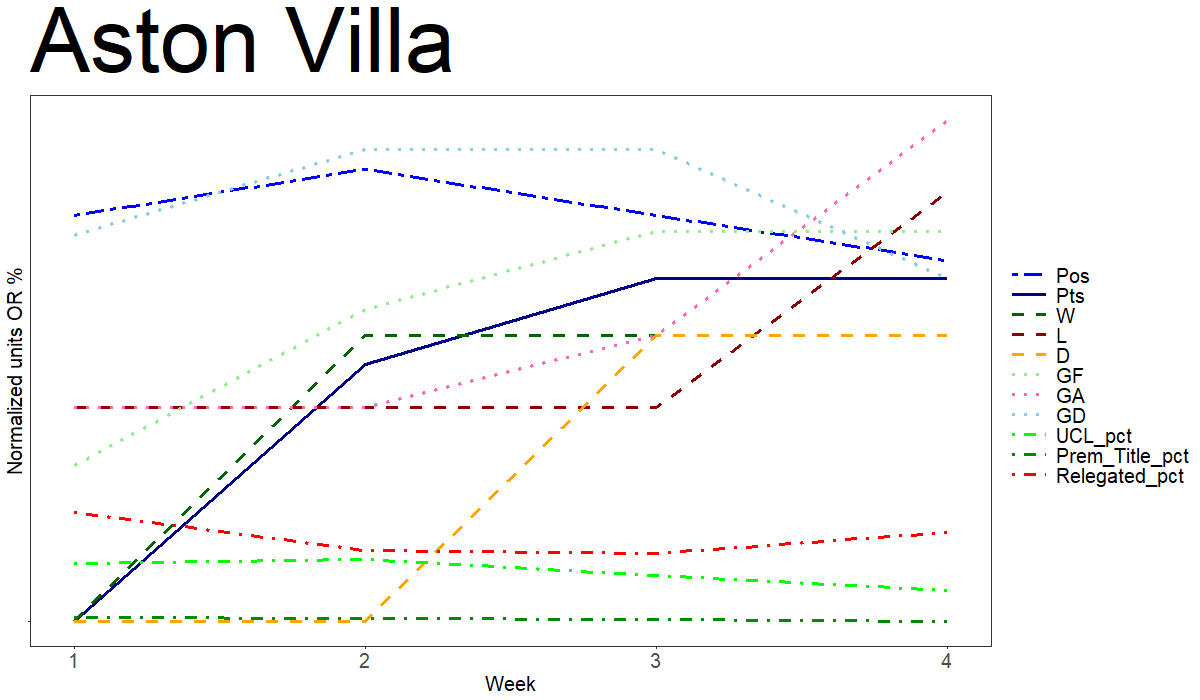 Aston Villa
Normalized units OR %
1 2 3 4
Week
Pos
Pts
W
L
D
GF
GA
GD
UCL_pct
Prem_Title_pct
Relegated_pct